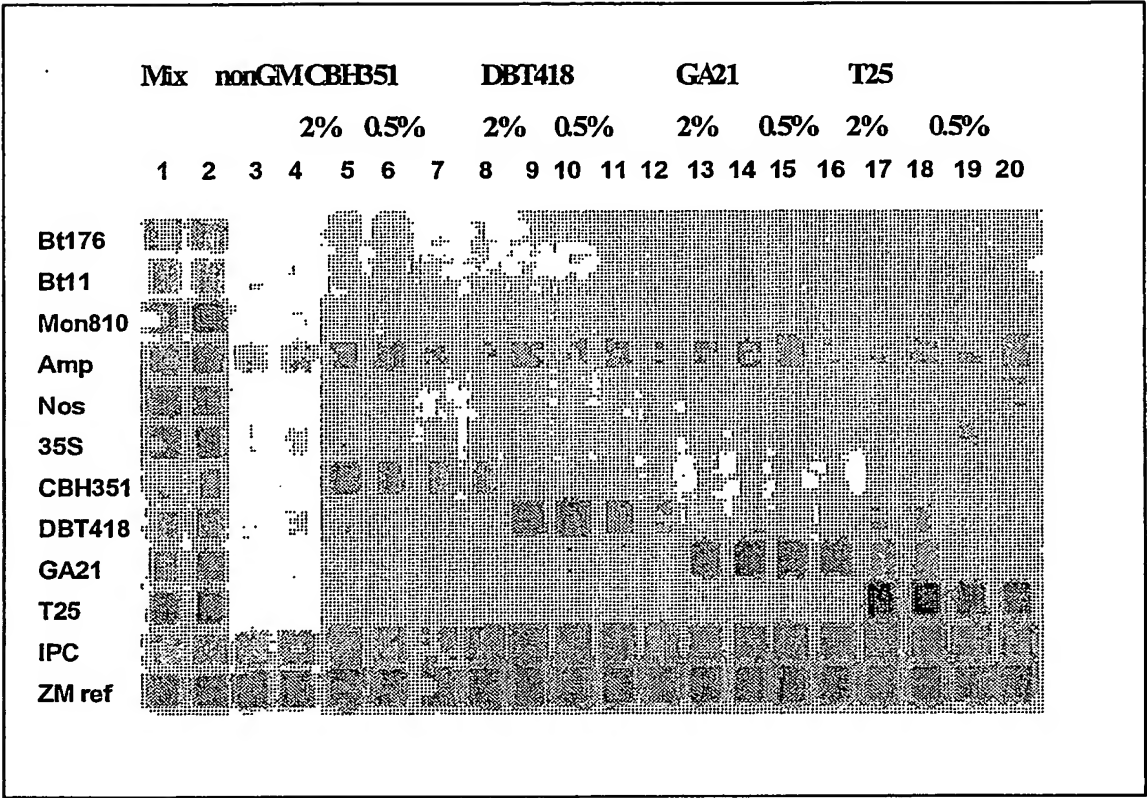 Mix nonGM CBH351 DBT418 GA21 T25
2% 0.5% 2% 0.5% 2% 0.5% 2% 0.5%
1 2 3 4 5 6 7 8 9 10 11 12 13 14 15 16 17 18 19 20
Bt176
Bt11
Mon810
Amp
Nos
35S
CBH351
DBT418
GA21
T25
IPC
ZM ref